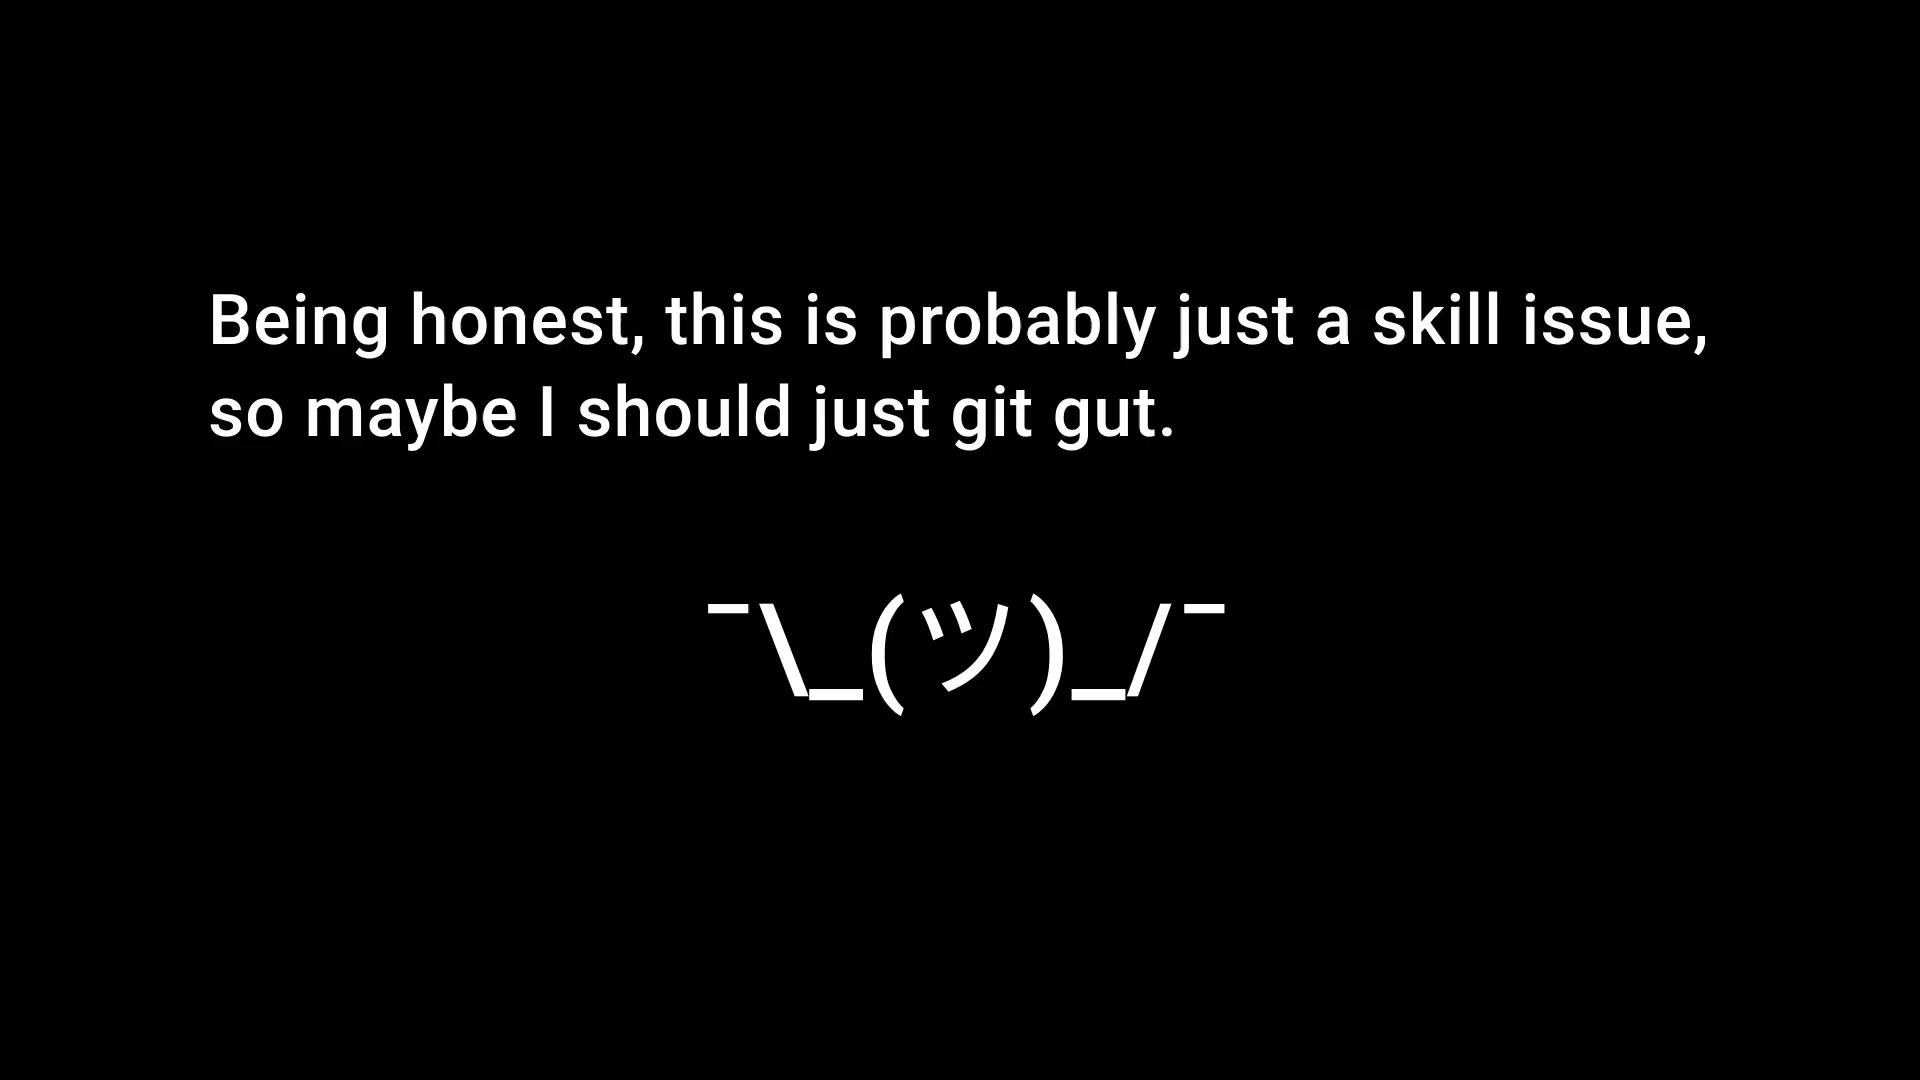 Being honest, this is probably just a skill issue,
so maybe I should just git gut.
¯\_(ツ)_/¯